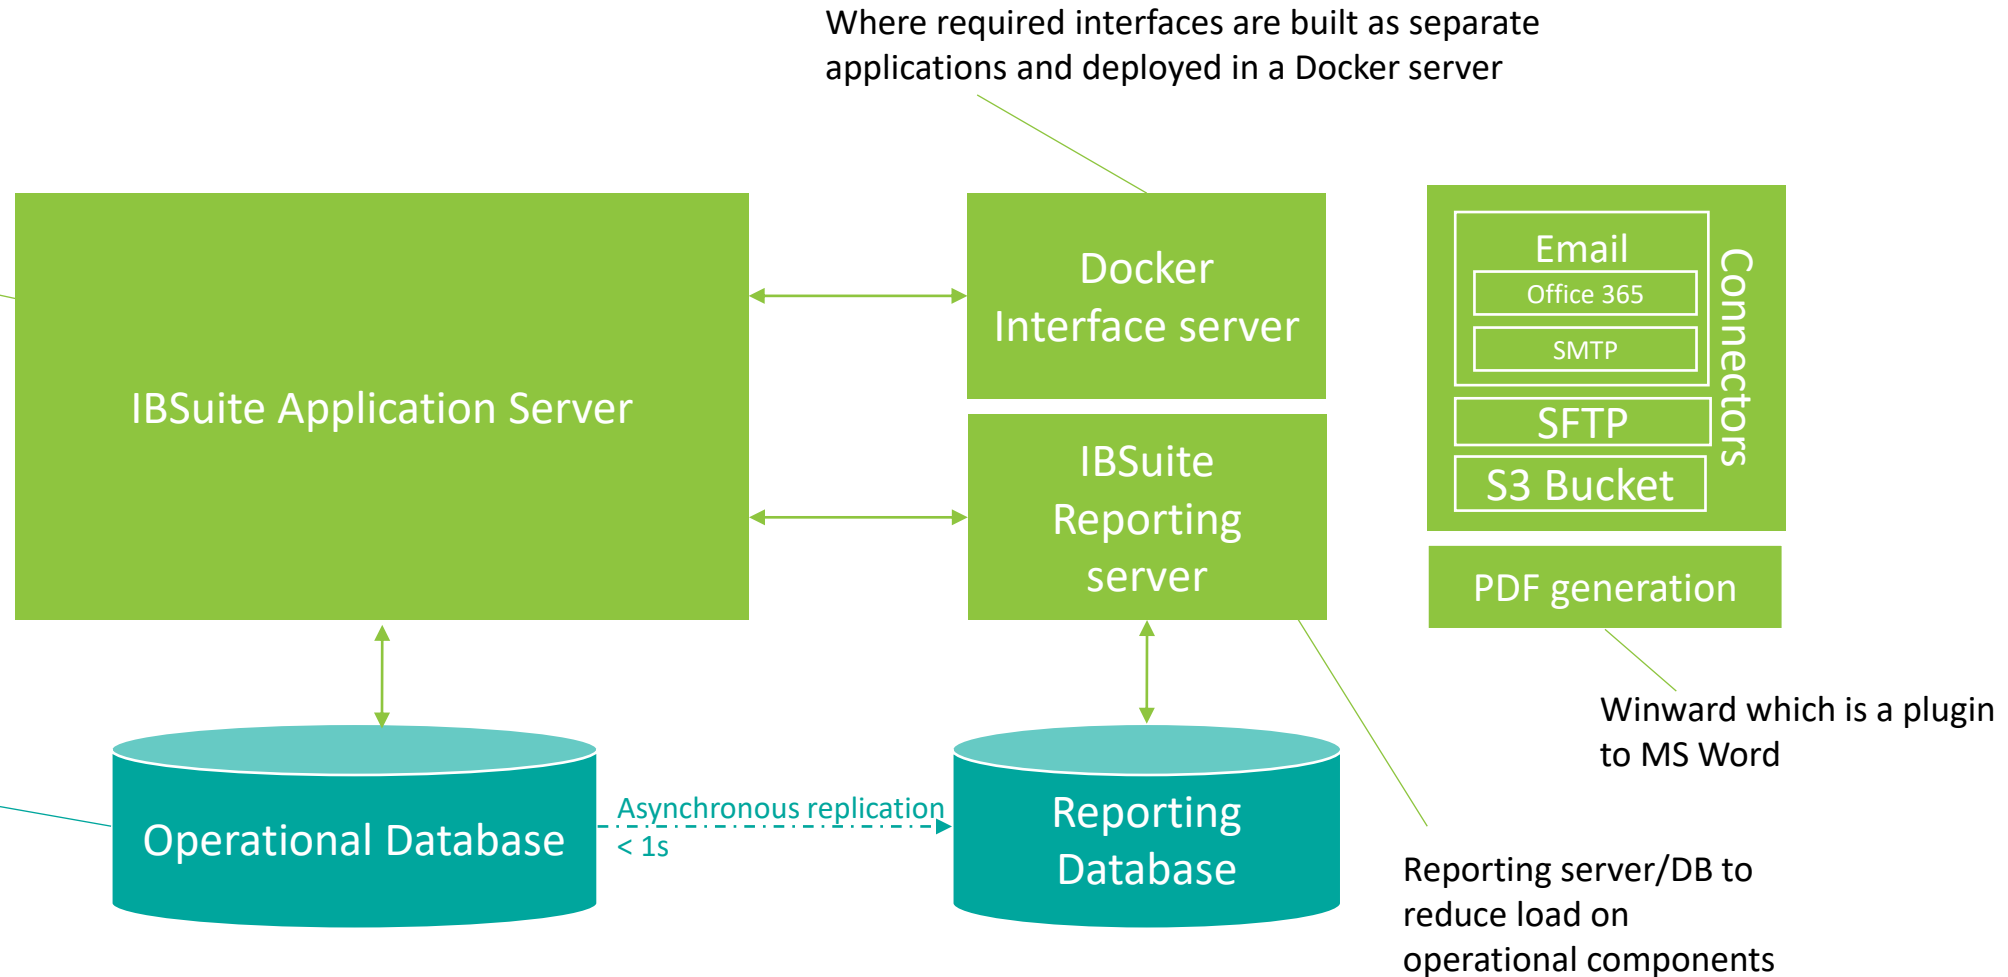 Where required interfaces are built as separate
applications and deployed in a Docker server
IBSuite Application Server
Docker
Interface server
IBSuite
Reporting
server
Email
Office 365
SMTP
SFTP
S3 Bucket
Connectors
PDF generation
Winward which is a plugin
to MS Word
Operational Database
Asynchronous replication
< 1s
Reporting
Database
Reporting server/DB to
reduce load on
operational components